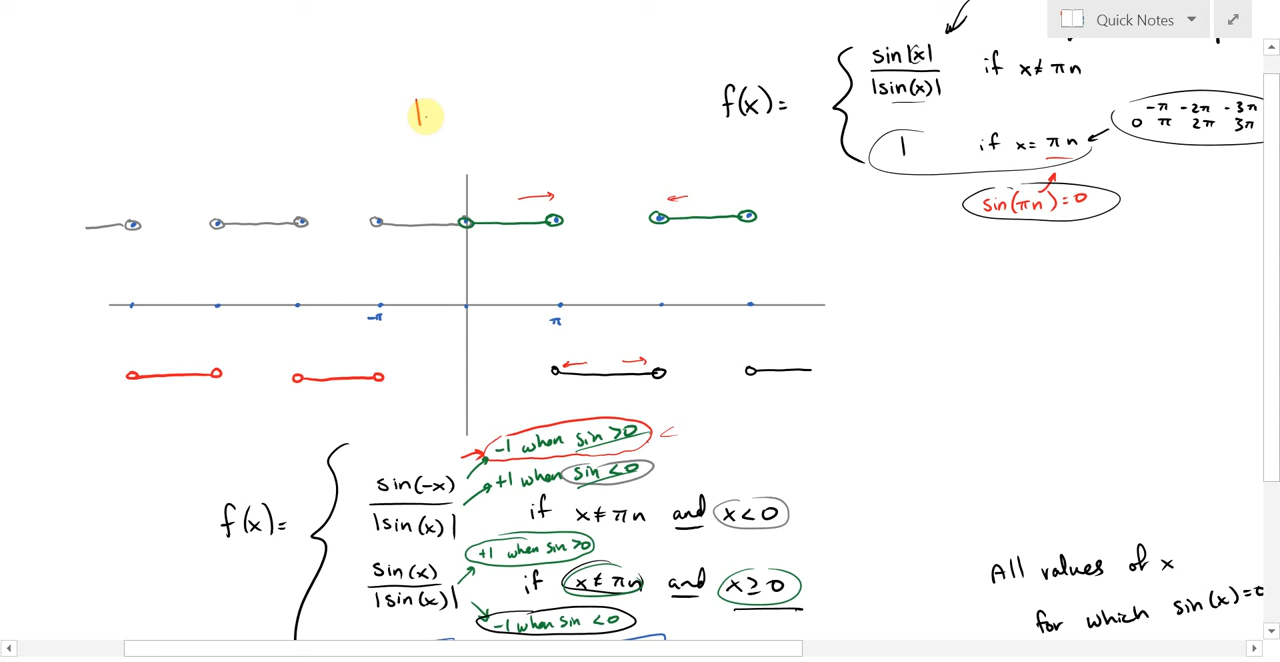 Quick Notes
f(x)= { sin|x| / |sin(x)| if x≠πn
1 if x=πn
-π -2π -3π
0 π 2π 3π
sin(πn)=0
-π π
-1 when sin>0
+1 when sin<0
f(x)= { sin(-x) / |sin(x)| if x≠πn and x<0
+1 when sin>0
sin(x) / |sin(x)| if x≠πn and x≥0
-1 when sin<0
All values of x
for which sin(x)=0